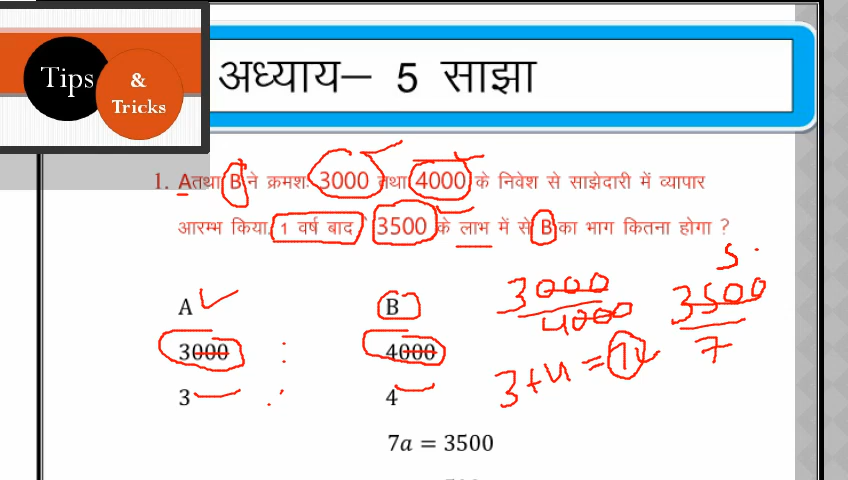 Tips
&
Tricks
अध्याय– 5 साझा
1. A तथा B ने क्रमशः 3000 तथा 4000 के निवेश से साझेदारी में व्यापार
आरम्भ किया, 1 वर्ष बाद 3500 के लाभ में से B का भाग कितना होगा ?
A B
3000 : 4000
3 : 4
7a = 3500
3000
4000
3+4 = 7
5
3500
7